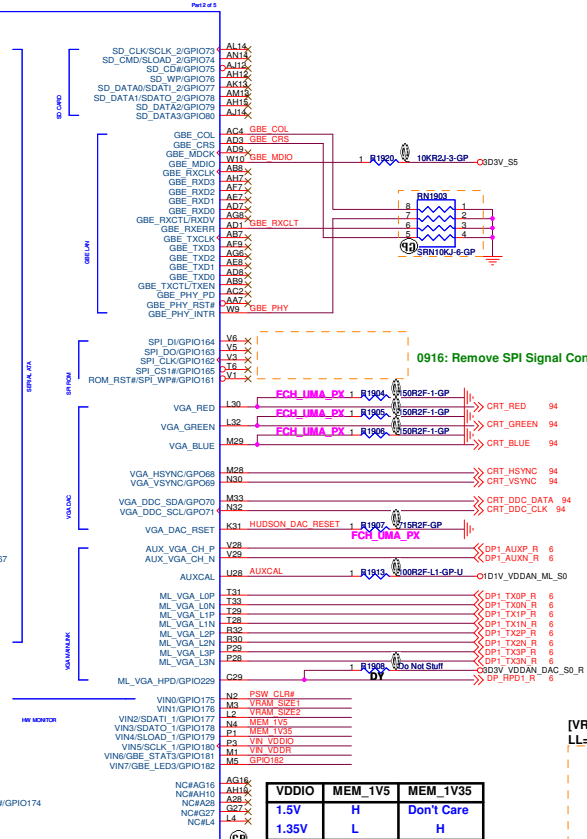 Part 2 of 5
SD_CLK/SCLK_2/GPIO73 AL14
SD_CMD/SLOAD_2/GPIO74 AN14
SD_CD#/GPIO75 AJ12
SD_WP/GPIO76 AH12
SD_DATA0/SDATI_2/GPIO77 AK13
SD_DATA1/SDATO_2/GPIO78 AM13
SD_DATA2/GPIO79 AH15
SD_DATA3/GPIO80 AJ14
SD CARD
GBE_COL AC4 GBE_COL
GBE_CRS AD3 GBE_CRS
GBE_MDCK AD9
GBE_MDIO W10 GBE_MDIO 1 R1920 10KR2J-3-GP 3D3V_S5
GBE_RXCLK AB8
GBE_RXD3 AH7
GBE_RXD2 AF7
GBE_RXD1 AE7
GBE_RXD0 AD7
GBE_RXCTL/RXDV AG8
GBE_RXERR AD1 GBE_RXCLT
GBE_TXCLK AB7
GBE_TXD3 AF9
GBE_TXD2 AG6
GBE_TXD1 AE8
GBE_TXD0 AD8
GBE_TXCTL/TXEN AB9
GBE_PHY_PD AC2
GBE_PHY_RST# AA7
GBE_PHY_INTR W9 GBE_PHY
GBE LAN
RN1903
8 1
7 2
6 3
5 4
SRN10KJ-6-GP
SPI_DI/GPIO164 V6
SPI_DO/GPIO163 V5
SPI_CLK/GPIO162 V3
SPI_CS1#/GPIO165 T6
ROM_RST#/SPI_WP#/GPIO161 V1
SPI ROM
SERIAL ATA
0916: Remove SPI Signal Con
VGA_RED L30 FCH_UMA_PX 1 R1904 150R2F-1-GP CRT_RED 94
VGA_GREEN L32 FCH_UMA_PX 1 R1905 150R2F-1-GP CRT_GREEN 94
VGA_BLUE M29 FCH_UMA_PX 1 R1906 150R2F-1-GP CRT_BLUE 94
VGA_HSYNC/GPO68 M28 CRT_HSYNC 94
VGA_VSYNC/GPO69 N30 CRT_VSYNC 94
VGA_DDC_SDA/GPO70 M33 CRT_DDC_DATA 94
VGA_DDC_SCL/GPO71 N32 CRT_DDC_CLK 94
VGA_DAC_RSET K31 HUDSON_DAC_RESET 1 R1907 715R2F-GP
FCH_UMA_PX
VGA DAC
AUX_VGA_CH_P V28 DP1_AUXP_R 6
AUX_VGA_CH_N V29 DP1_AUXN_R 6
AUXCAL U28 AUXCAL 1 R1913 100R2F-L1-GP-U 1D1V_VDDAN_ML_S0
ML_VGA_L0P T31 DP1_TX0P_R 6
ML_VGA_L0N T33 DP1_TX0N_R 6
ML_VGA_L1P T29 DP1_TX1P_R 6
ML_VGA_L1N T28 DP1_TX1N_R 6
ML_VGA_L2P R32 DP1_TX2P_R 6
ML_VGA_L2N R30 DP1_TX2N_R 6
ML_VGA_L3P P29 DP1_TX3P_R 6
ML_VGA_L3N P28 DP1_TX3N_R 6
1 R1908 Do Not Stuff 3D3V_VDDAN_DAC_S0_R
DY
ML_VGA_HPD/GPIO229 C29 DP_HPD1_R 6
VGA MAINLINK
VIN0/GPIO175 N2 PSW_CLR#
VIN1/GPIO176 M3 VRAM_SIZE1
VIN2/SDATI_1/GPIO177 L2 VRAM_SIZE2
VIN3/SDATO_1/GPIO178 N4 MEM_1V5
VIN4/SLOAD_1/GPIO179 P1 MEM_1V35
VIN5/SCLK_1/GPIO180 P3 VIN_VDDIO
VIN6/GBE_STAT3/GPIO181 M1 VIN_VDDR
VIN7/GBE_LED3/GPIO182 M5 GPIO182
HW MONITOR
NC#AG16 AG16
NC#AH10 AH10
NC#A28 A28
NC#G27 G27
NC#L4 L4
#/GPIO174
VDDIO MEM_1V5 MEM_1V35
1.5V H Don't Care
1.35V L H
[VR
LL=